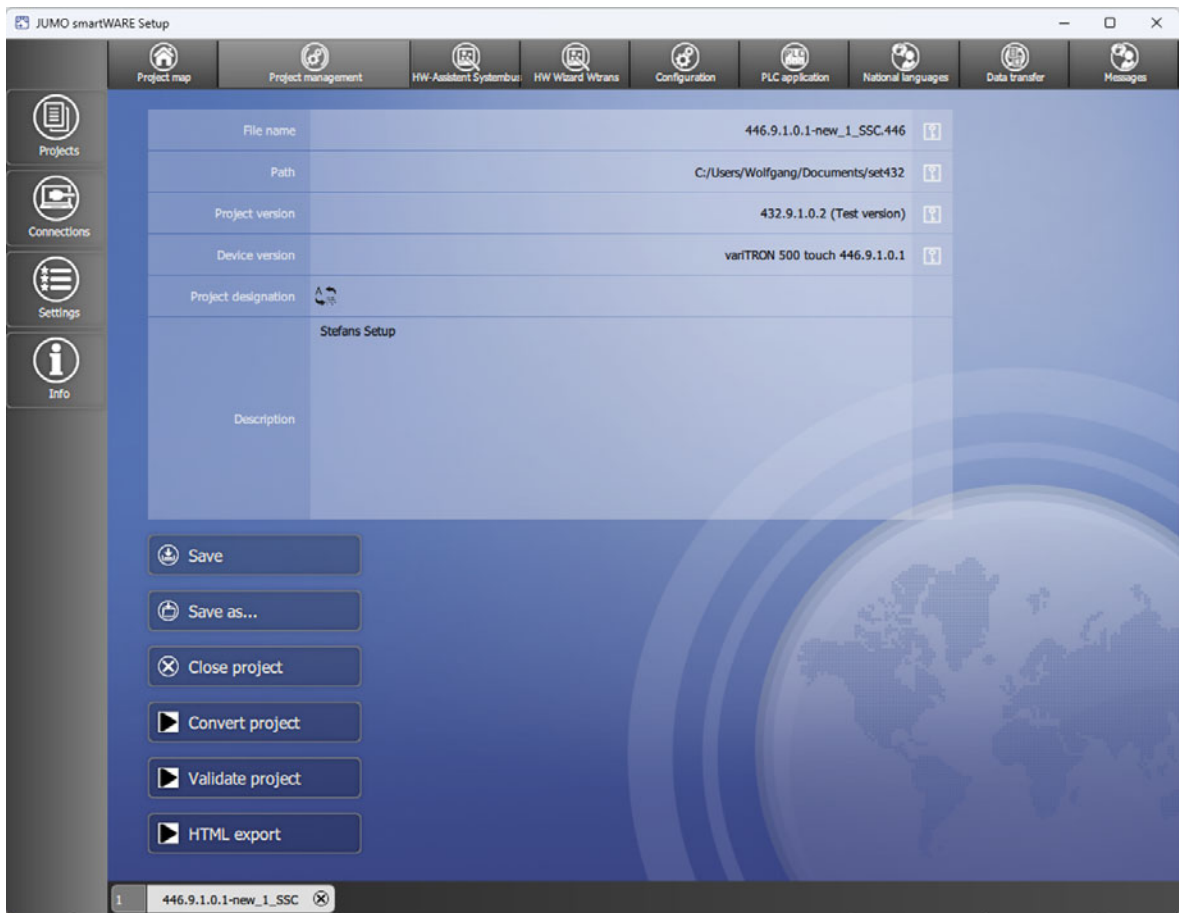 JUMO smartWARE Setup
Project map
Project management
HW-Assistent Systembus
HW Wizard Wtrans
Configuration
PLC application
National languages
Data transfer
Messages
Projects
Connections
Settings
Info
File name 446.9.1.0.1-new_1_SSC.446
Path C:/Users/Wolfgang/Documents/set432
Project version 432.9.1.0.2 (Test version)
Device version variTRON 500 touch 446.9.1.0.1
Project designation
Description Stefans Setup
Save
Save as...
Close project
Convert project
Validate project
HTML export
1 446.9.1.0.1-new_1_SSC